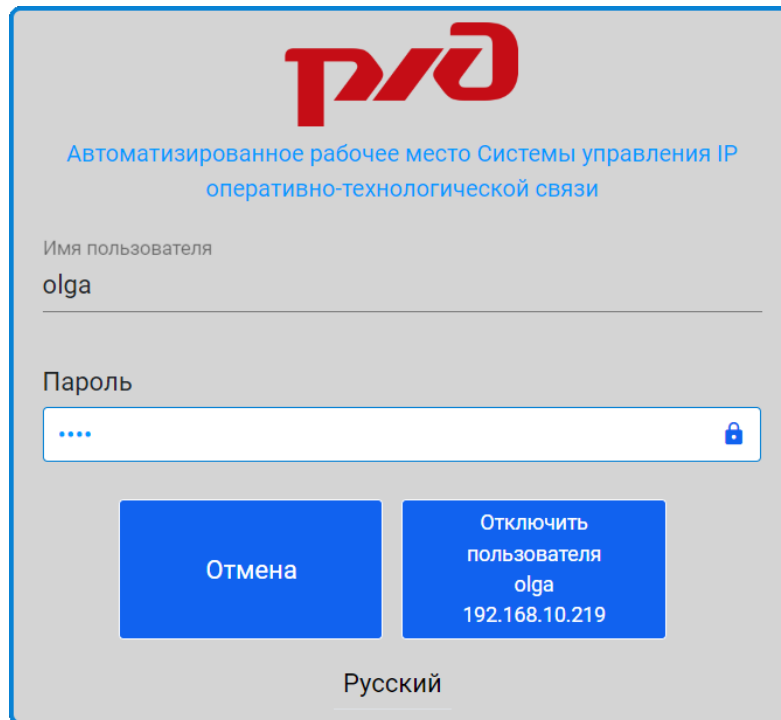 ржд
Автоматизированное рабочее место Системы управления IP
оперативно-технологической связи
Имя пользователя
olga
Пароль
••••
Отмена
Отключить
пользователя
olga
192.168.10.219
Русский